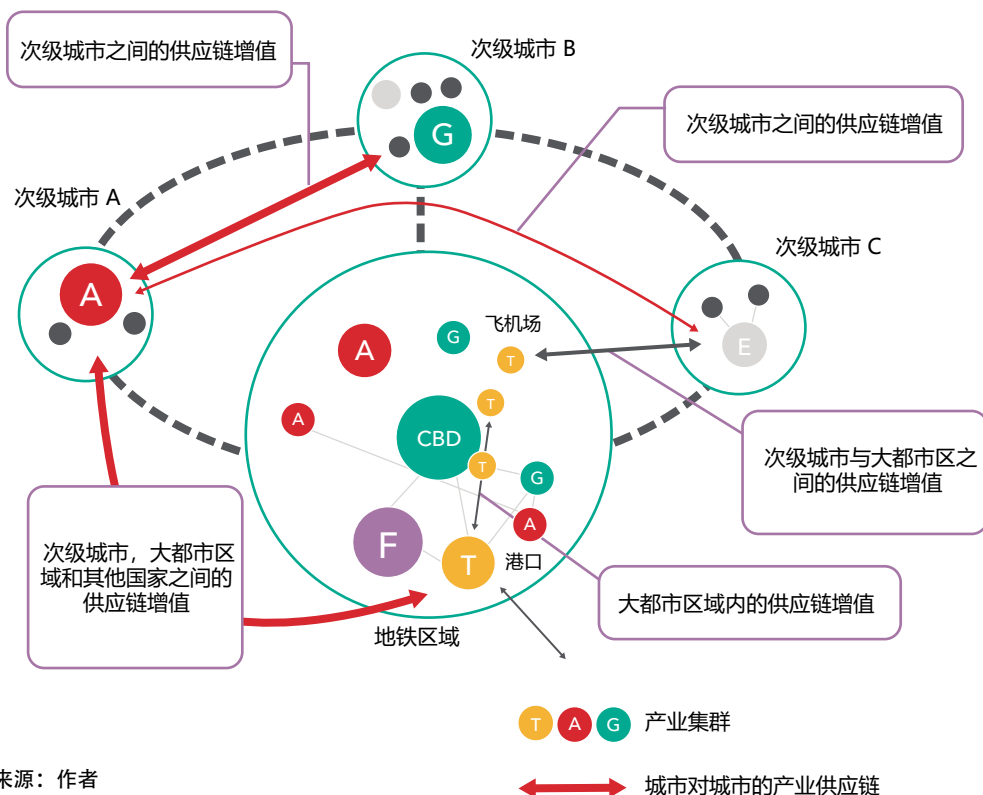 次级城市之间的供应链增值
次级城市 B
G
次级城市之间的供应链增值
次级城市 A
A
次级城市 C
E
飞机场
A
G
T
T
A
CBD
T
G
A
F
T
港口
地铁区域
次级城市与大都市区之
间的供应链增值
次级城市，大都市区
域和其他国家之间的
供应链增值
大都市区域内的供应链增值
T A G 产业集群
来源：作者
城市对城市的产业供应链